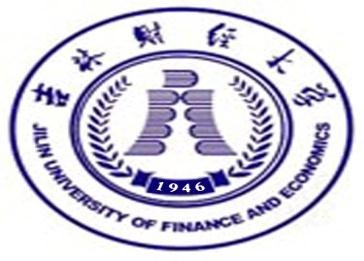 吉林财经大学
1946
JILIN UNIVERSITY OF FINANCE AND ECONOMICS